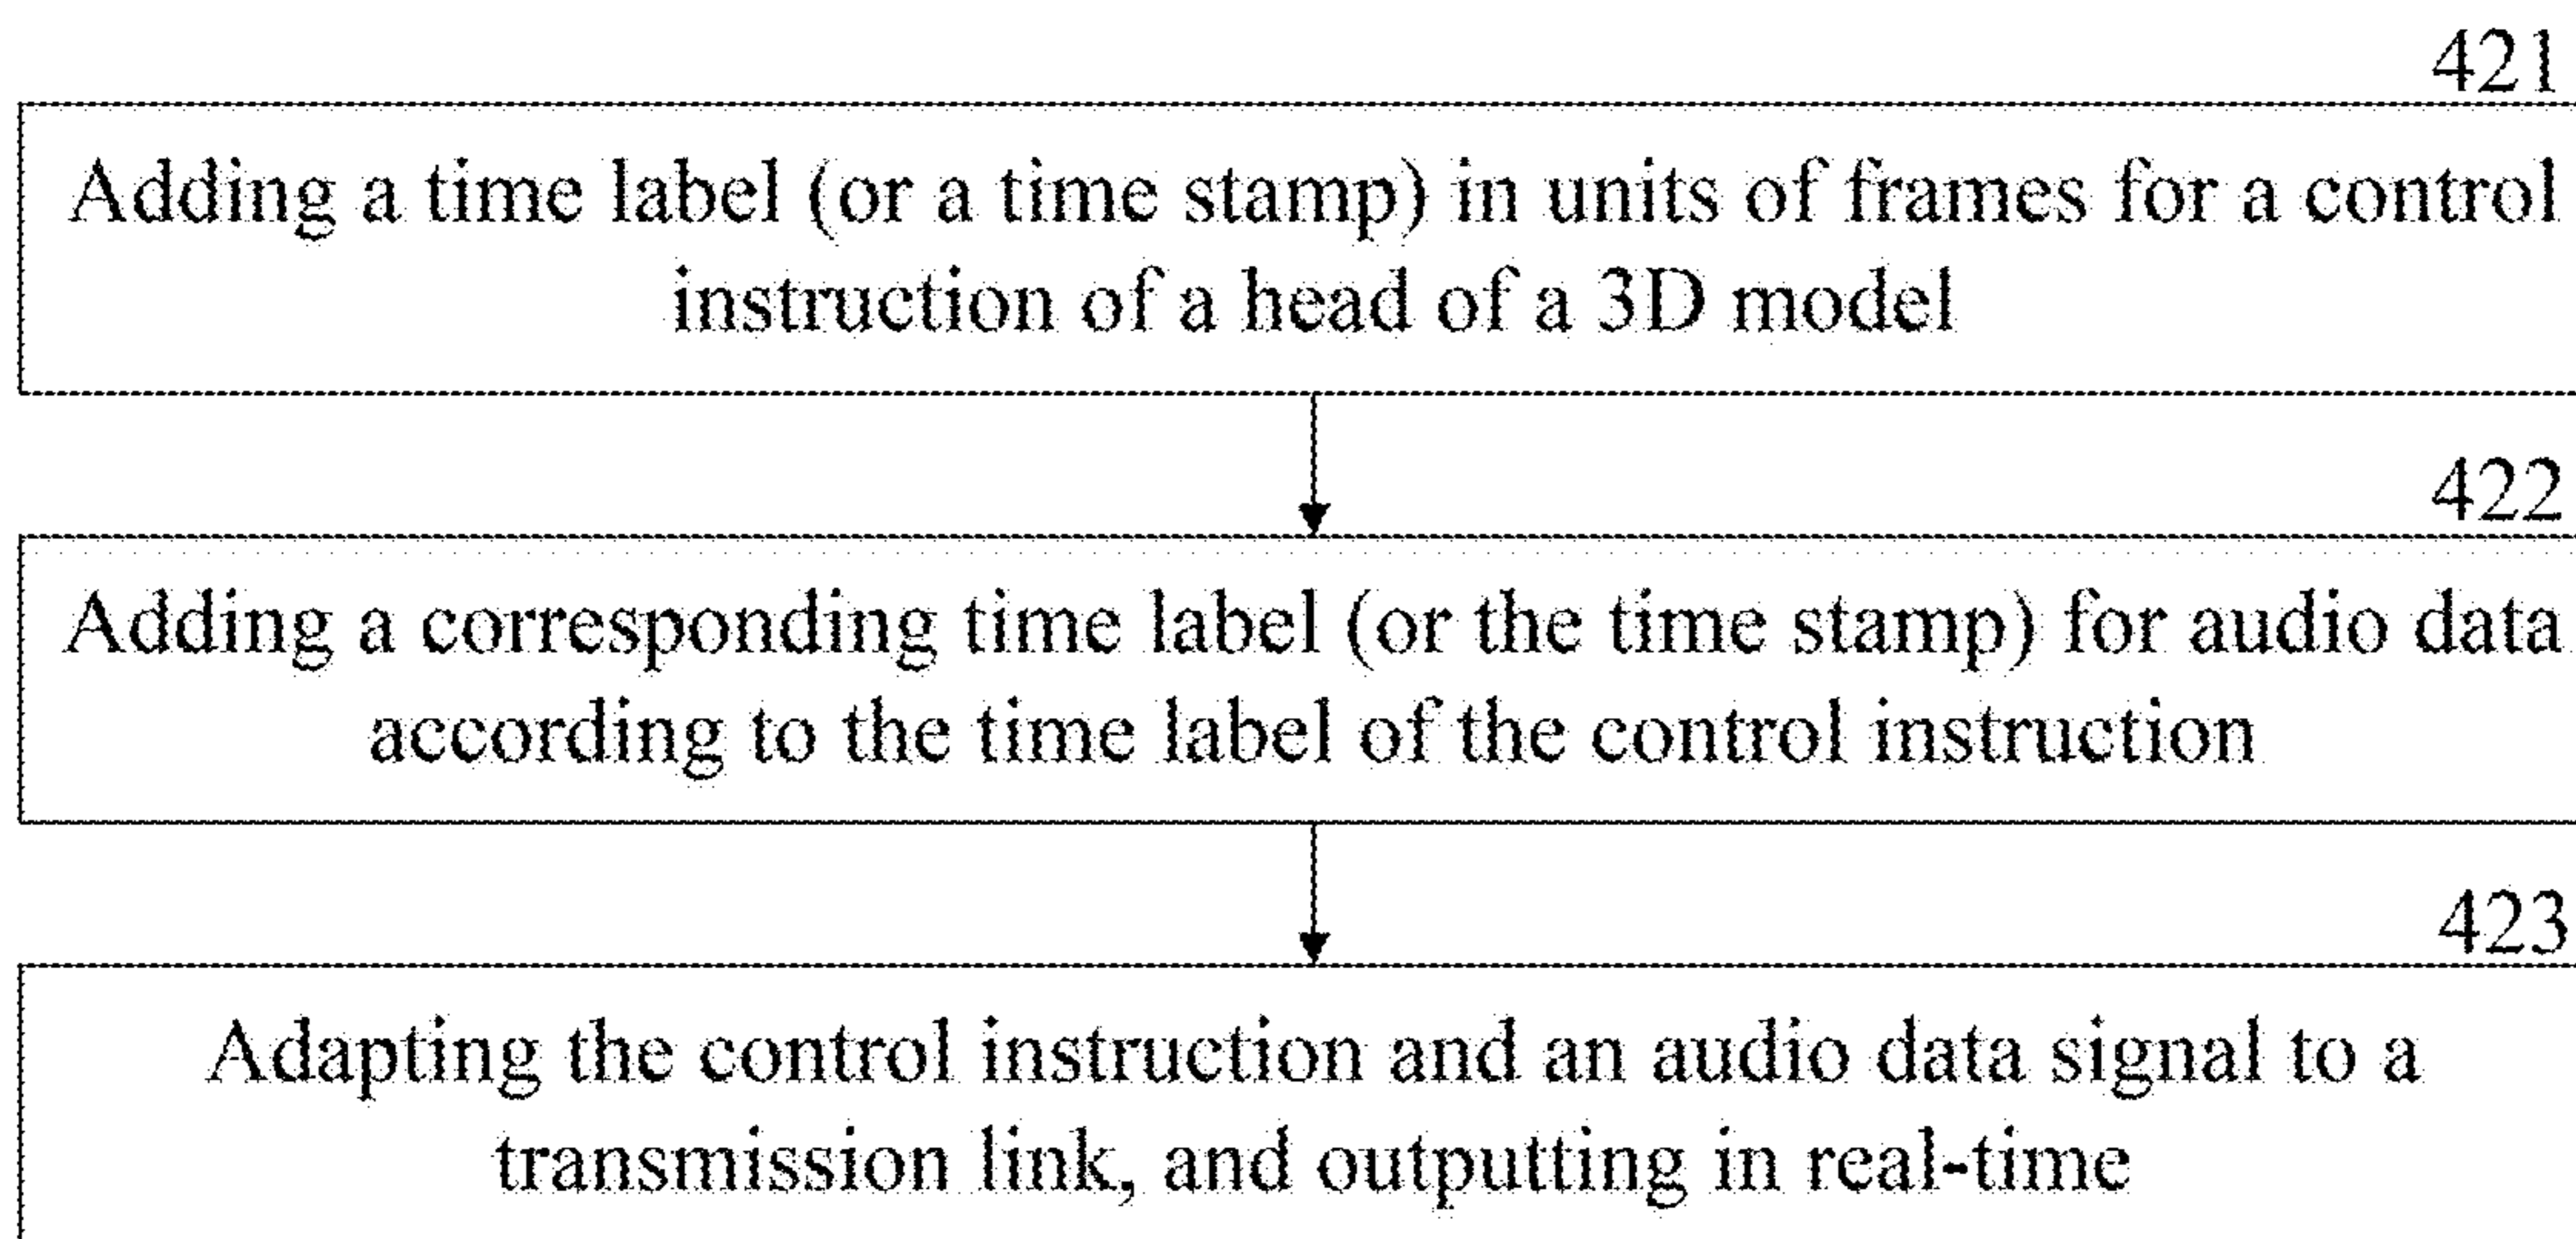 421
Adding a time label (or a time stamp) in units of frames for a control
instruction of a head of a 3D model
422
Adding a corresponding time label (or the time stamp) for audio data
according to the time label of the control instruction
423
Adapting the control instruction and an audio data signal to a
transmission link, and outputting in real-time